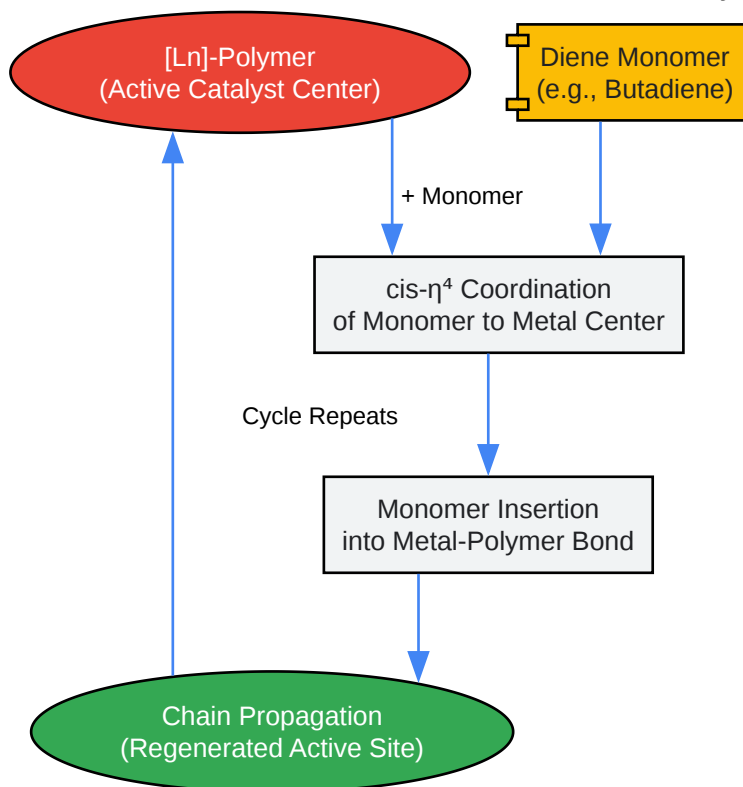 [Ln]-Polymer
(Active Catalyst Center)
Diene Monomer
(e.g., Butadiene)
+ Monomer
cis-η⁴ Coordination
of Monomer to Metal Center
Cycle Repeats
Monomer Insertion
into Metal-Polymer Bond
Chain Propagation
(Regenerated Active Site)